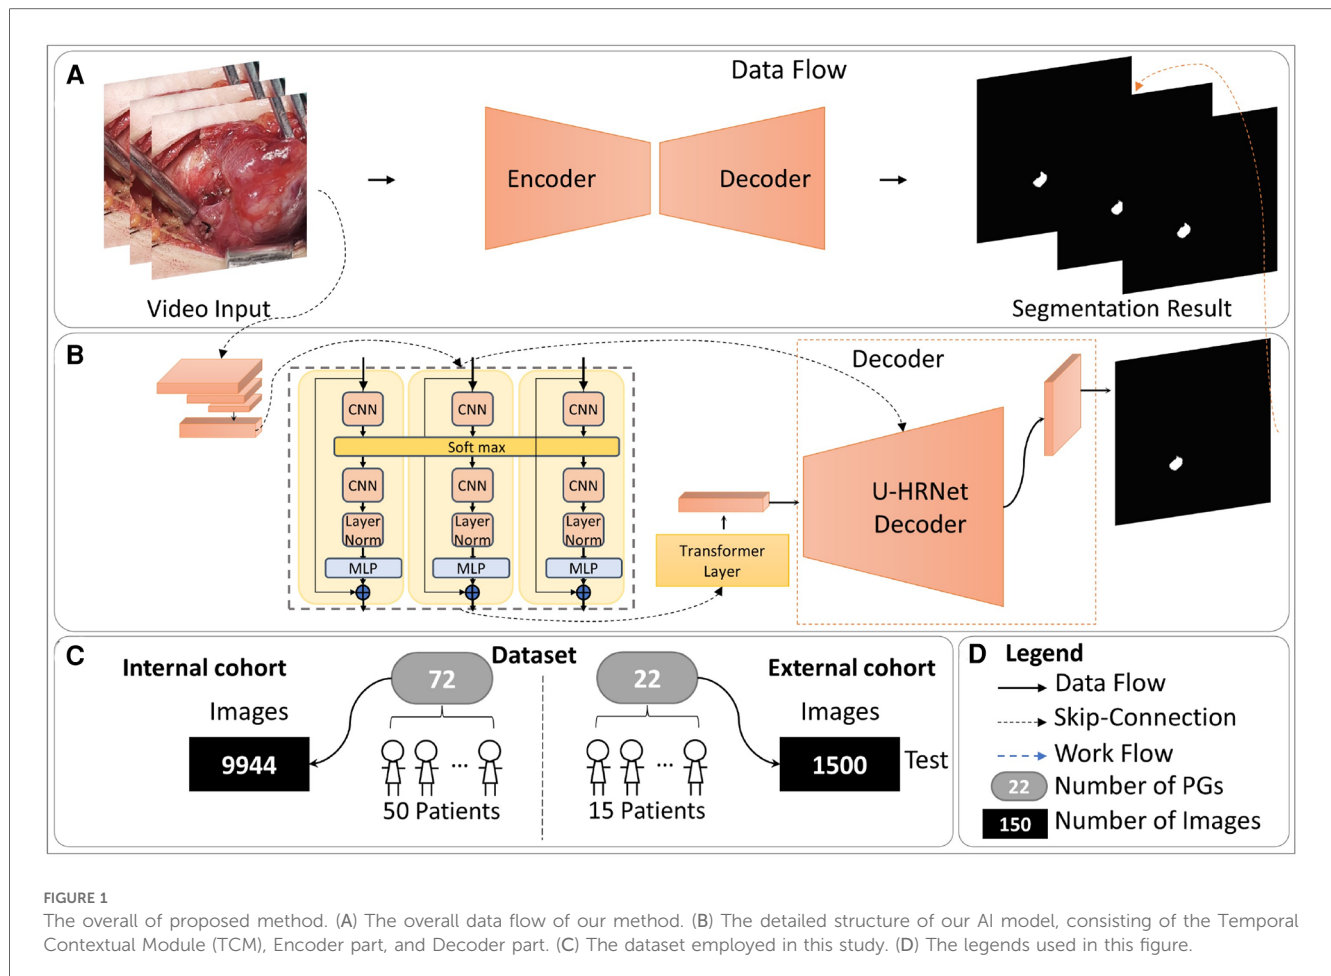 A
Data Flow
Encoder
Decoder
Video Input
Segmentation Result
B
Decoder
CNN
CNN
CNN
Soft max
CNN
CNN
CNN
Layer Norm
Layer Norm
Layer Norm
MLP
MLP
MLP
Transformer
Layer
U-HRNet
Decoder
C
Dataset
Internal cohort
72
Images
9944
...
50 Patients
22
External cohort
Images
1500
Test
...
15 Patients
D Legend
Data Flow
Skip-Connection
Work Flow
22 Number of PGs
150 Number of Images
FIGURE 1
The overall of proposed method. (A) The overall data flow of our method. (B) The detailed structure of our AI model, consisting of the Temporal
Contextual Module (TCM), Encoder part, and Decoder part. (C) The dataset employed in this study. (D) The legends used in this figure.